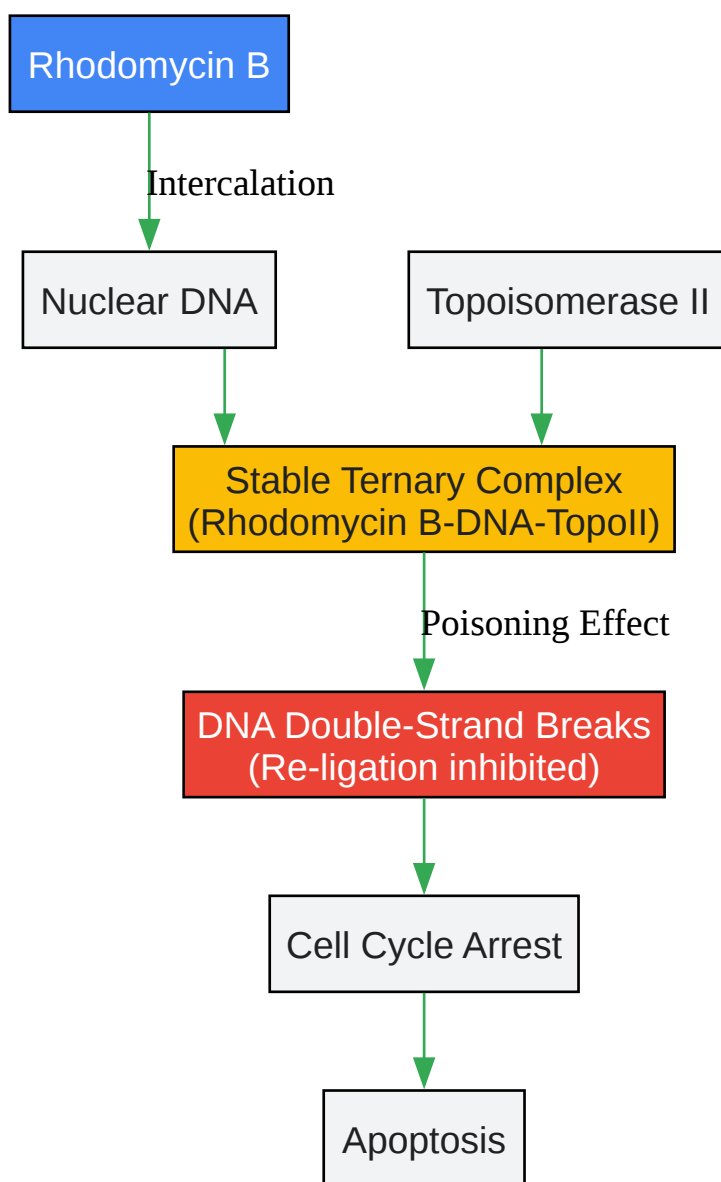 Rhodomycin B
Intercalation
Nuclear DNA
Topoisomerase II
Stable Ternary Complex
(Rhodomycin B-DNA-TopoII)
Poisoning Effect
DNA Double-Strand Breaks
(Re-ligation inhibited)
Cell Cycle Arrest
Apoptosis